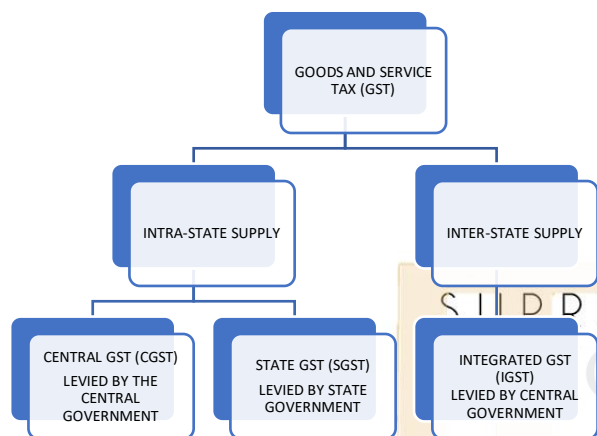 GOODS AND SERVICE
TAX (GST)
INTRA-STATE SUPPLY
INTER-STATE SUPPLY
CENTRAL GST (CGST)
LEVIED BY THE
CENTRAL
GOVERNMENT
STATE GST (SGST)
LEVIED BY STATE
GOVERNMENT
INTEGRATED GST
(IGST)
LEVIED BY CENTRAL
GOVERNMENT